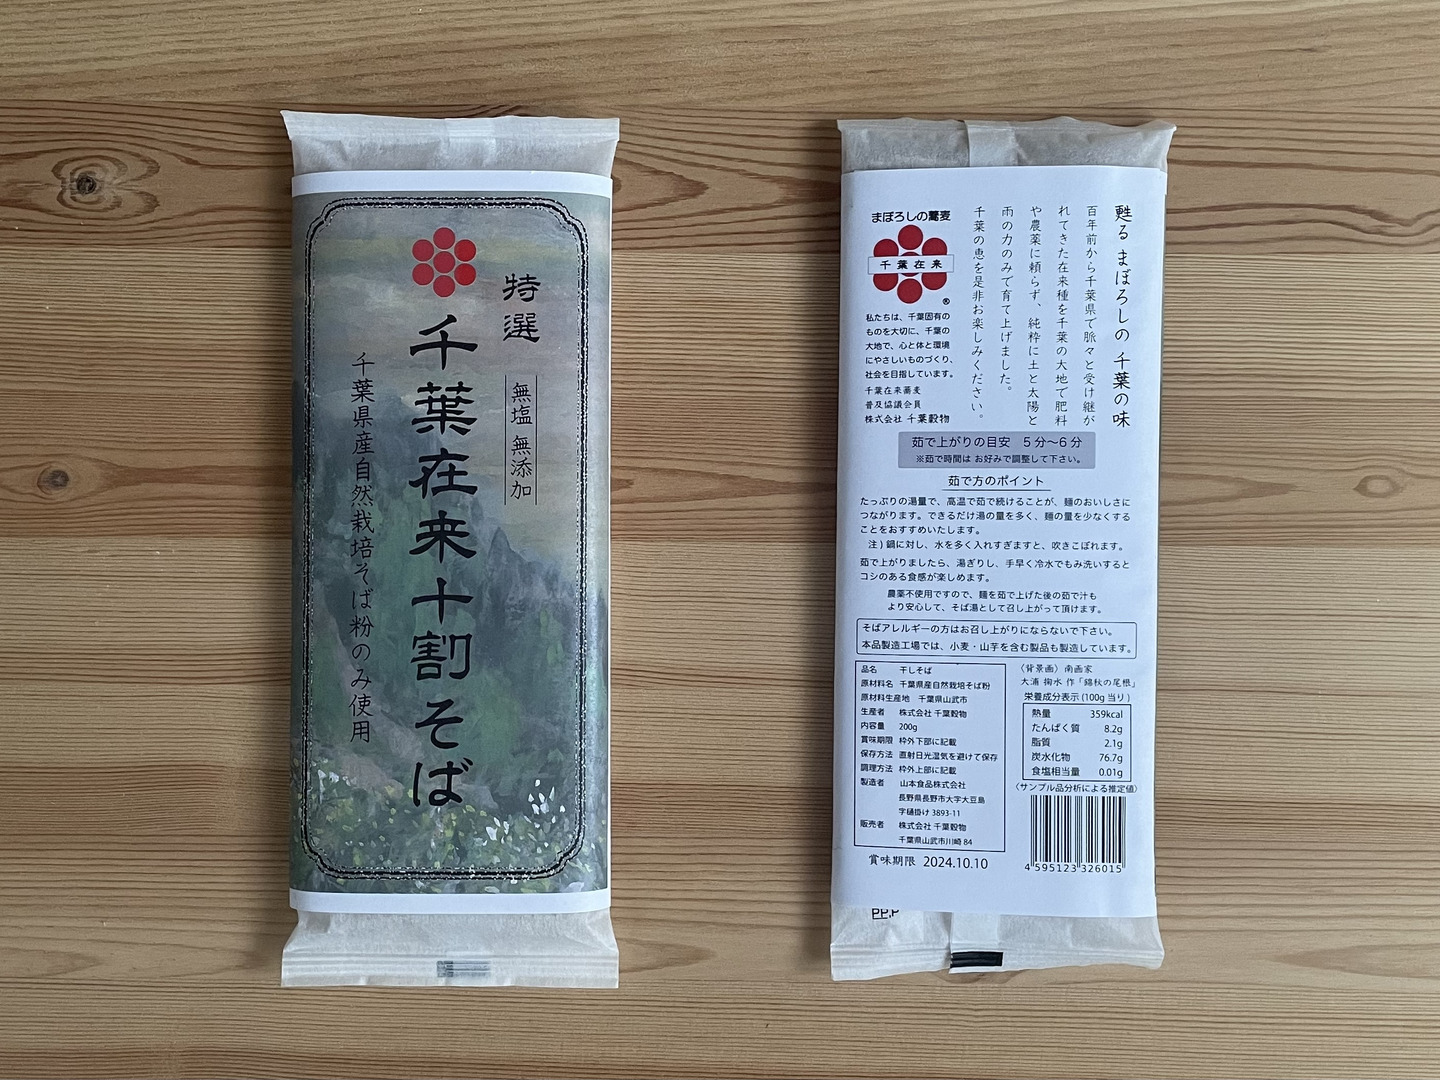 特選
無塩 無添加
千葉在来十割そば
千葉県産自然栽培そば粉のみ使用
甦る まぼろしの 千葉の味
百年前から千葉県で脈々と受け継が
れてきた在来種を千葉の大地で肥料
や農薬に頼らず、純粋に土と太陽と
雨の力のみで育て上げました。
千葉の恵を是非お楽しみください。
まぼろしの蕎麦
千葉在来
®
私たちは、千葉固有の
ものを大切に、千葉の
大地で、心と体と環境
にやさしいものづくり、
社会を目指しています。
千葉在来蕎麦
普及協議会員
株式会社 千葉穀物
茹で上がりの目安 5分〜6分
※茹で時間は お好みで調整して下さい。
茹で方のポイント
たっぷりの湯量で、高温で茹で続けることが、麺のおいしさに
つながります。できるだけ湯の量を多く、麺の量を少なくする
ことをおすすめいたします。
注）鍋に対し、水を多く入れすぎますと、吹きこぼれます。
茹で上がりましたら、湯ぎりし、手早く冷水でもみ洗いすると
コシのある食感が楽しめます。
農薬不使用ですので、麺を茹で上げた後の茹で汁も
より安心して、そば湯として召し上がって頂けます。
そばアレルギーの方はお召し上がりにならないで下さい。
本品製造工場では、小麦・山芋を含む製品も製造しています。
品名 干しそば
原材料名 千葉県産自然栽培そば粉
原材料生産地 千葉県山武市
生産者 株式会社 千葉穀物
内容量 200g
賞味期限 枠外下部に記載
保存方法 直射日光湿気を避けて保存
調理方法 枠外上部に記載
製造者 山本食品株式会社
長野県長野市大字大豆島
字樋掛け 3893-11
販売者 株式会社 千葉穀物
千葉県山武市川崎 84
賞味期限 2024.10.10
〈背景画〉南画家
大浦 掬水 作「錦秋の尾根」
栄養成分表示 (100g 当り)
熱量 359kcal
たんぱく質 8.2g
脂質 2.1g
炭水化物 76.7g
食塩相当量 0.01g
〈サンプル品分析による推定値〉
4 595123 326015
PP,P